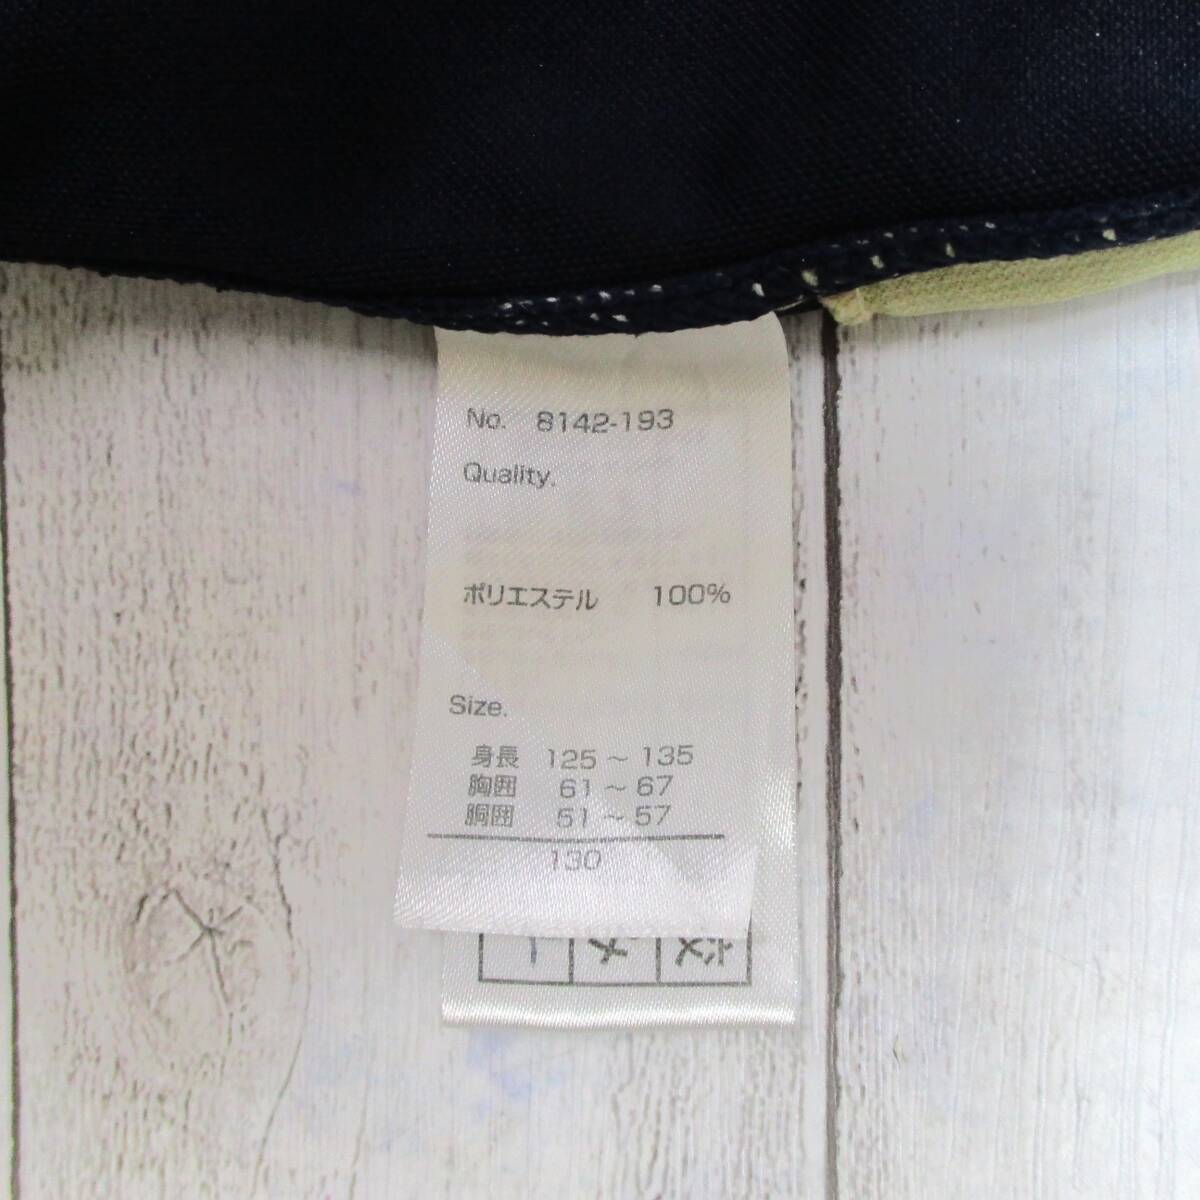 No. 8142-193
Quality.
ポリエステル 100%
Size.
身長 125 ~ 135
胸囲 61 ~ 67
胴囲 51 ~ 57
130